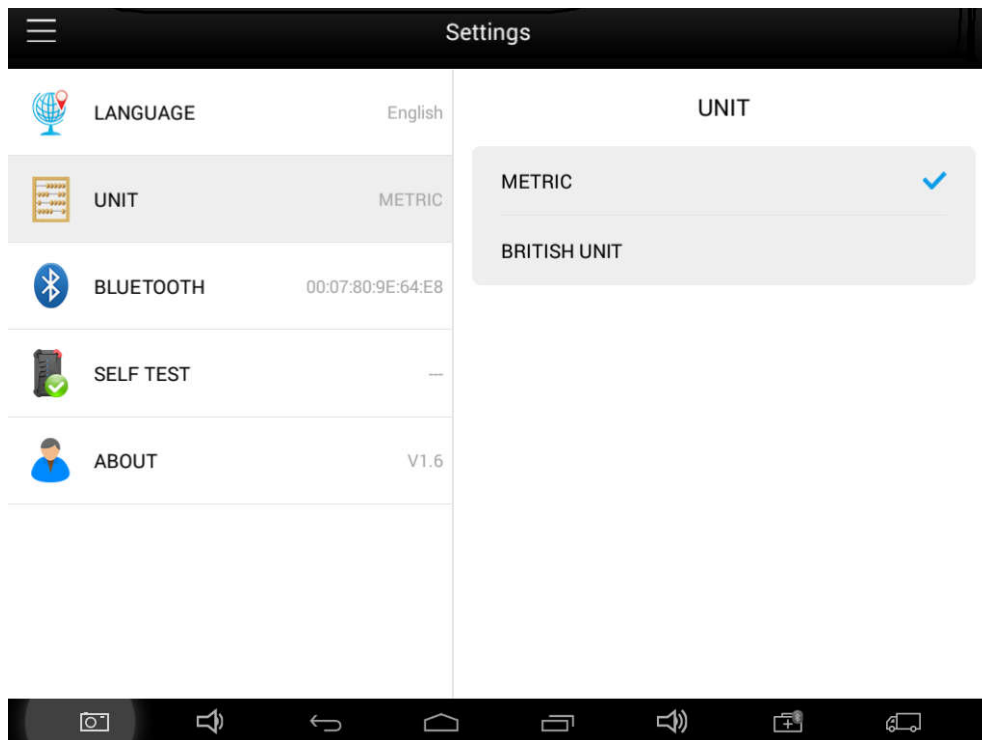 Settings
LANGUAGE English
UNIT METRIC
BLUETOOTH 00:07:80:9E:64:E8
SELF TEST ---
ABOUT V1.6
UNIT
METRIC
BRITISH UNIT